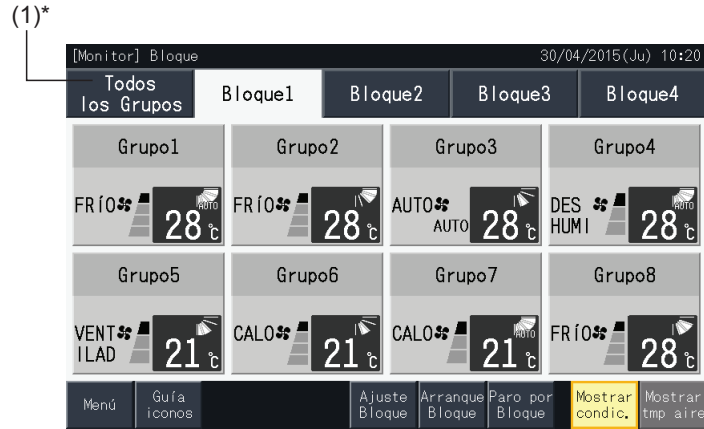 (1)*
[Monitor] Bloque 30/04/2015(Ju) 10:20
Todos
los Grupos
Bloque1 Bloque2 Bloque3 Bloque4
Grupo1 Grupo2 Grupo3 Grupo4
FRÍO AUTO 28℃
FRÍO 28℃
AUTO AUTO 28℃
DES
HUMI AUTO 28℃
Grupo5 Grupo6 Grupo7 Grupo8
VENT
ILAD 21℃
CALO 21℃
CALO AUTO 21℃
FRÍO 28℃
Menú
Guía
iconos
Ajuste
Bloque
Arranque
Bloque
Paro por
Bloque
Mostrar
condic.
Mostrar
tmp aire